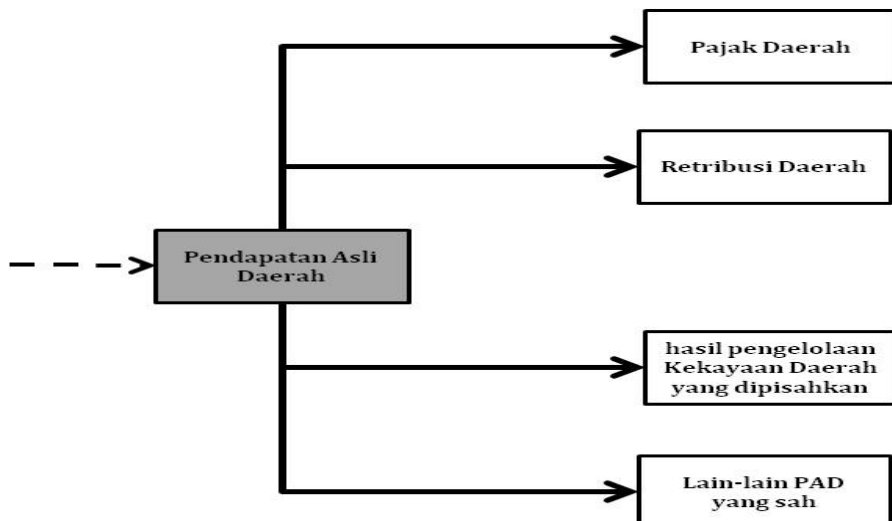 Pajak Daerah
Retribusi Daerah
Pendapatan Asli
Daerah
hasil pengelolaan
Kekayaan Daerah
yang dipisahkan
Lain-lain PAD
yang sah